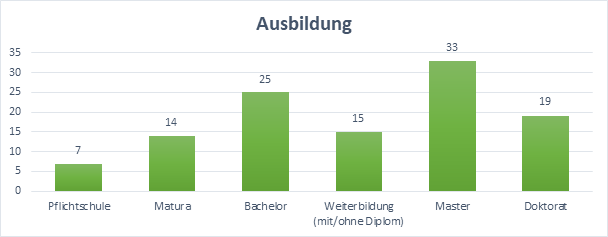 Ausbildung
35
30
25
20
15
10
5
0
7
14
25
15
33
19
Pflichtschule
Matura
Bachelor
Weiterbildung
(mit/ohne Diplom)
Master
Doktorat